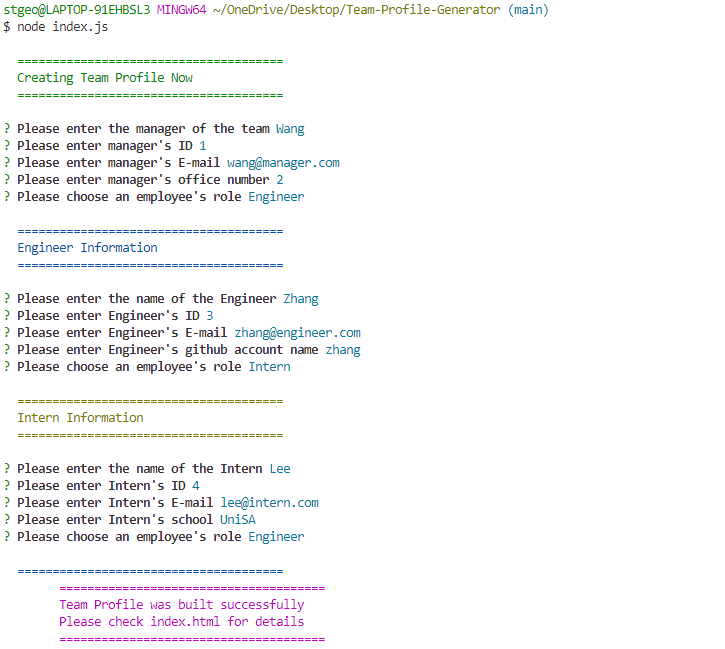 stgeo@LAPTOP-91EHBSL3 MINGW64 ~/OneDrive/Desktop/Team-Profile-Generator (main)
$ node index.js
======================================
Creating Team Profile Now
======================================
? Please enter the manager of the team Wang
? Please enter manager's ID 1
? Please enter manager's E-mail wang@manager.com
? Please enter manager's office number 2
? Please choose an employee's role Engineer
======================================
Engineer Information
======================================
? Please enter the name of the Engineer Zhang
? Please enter Engineer's ID 3
? Please enter Engineer's E-mail zhang@engineer.com
? Please enter Engineer's github account name zhang
? Please choose an employee's role Intern
======================================
Intern Information
======================================
? Please enter the name of the Intern Lee
? Please enter Intern's ID 4
? Please enter Intern's E-mail lee@intern.com
? Please enter Intern's school UniSA
? Please choose an employee's role Engineer
======================================
======================================
Team Profile was built successfully
Please check index.html for details
======================================